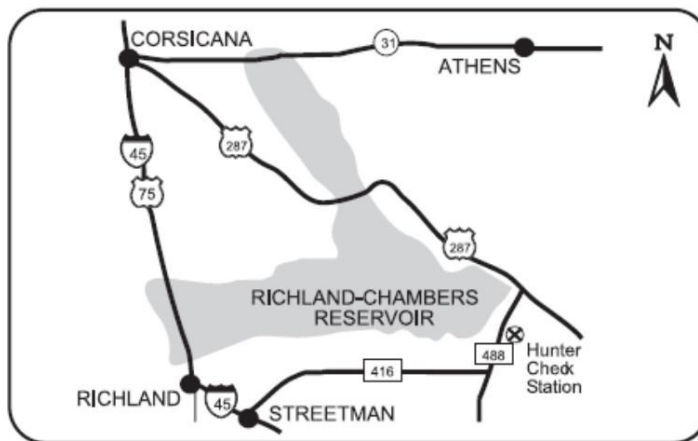 CORSICANA
31
ATHENS
N
45
287
75
287
RICHLAND-CHAMBERS
RESERVOIR
488
Hunter
Check
Station
416
RICHLAND
45
STREETMAN